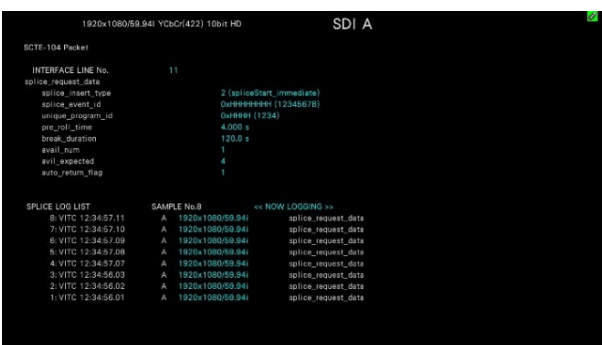 1920x1080/59.94I YCbCr(422) 10bit HD SDI A
SCTE-104 Packet
INTERFACE LINE No. 11
splice_request_data
splice_insert_type 2 (spliceStart_immediate)
splice_event_id 0xHHHHHHHH (12345678)
unique_program_id 0xHHHH (1234)
pre_roll_time 4.000 s
break_duration 120.0 s
avail_num 1
avil_expected 4
auto_return_flag 1
SPLICE LOG LIST SAMPLE No.8 << NOW LOGGING >>
8: VITC 12:34:57.11 A 1920x1080/59.94i splice_request_data
7: VITC 12:34:57.10 A 1920x1080/59.94i splice_request_data
6: VITC 12:34:57.09 A 1920x1080/59.94i splice_request_data
5: VITC 12:34:57.08 A 1920x1080/59.94i splice_request_data
4: VITC 12:34:57.07 A 1920x1080/59.94i splice_request_data
3: VITC 12:34:56.03 A 1920x1080/59.94i splice_request_data
2: VITC 12:34:56.02 A 1920x1080/59.94i splice_request_data
1: VITC 12:34:56.01 A 1920x1080/59.94i splice_request_data